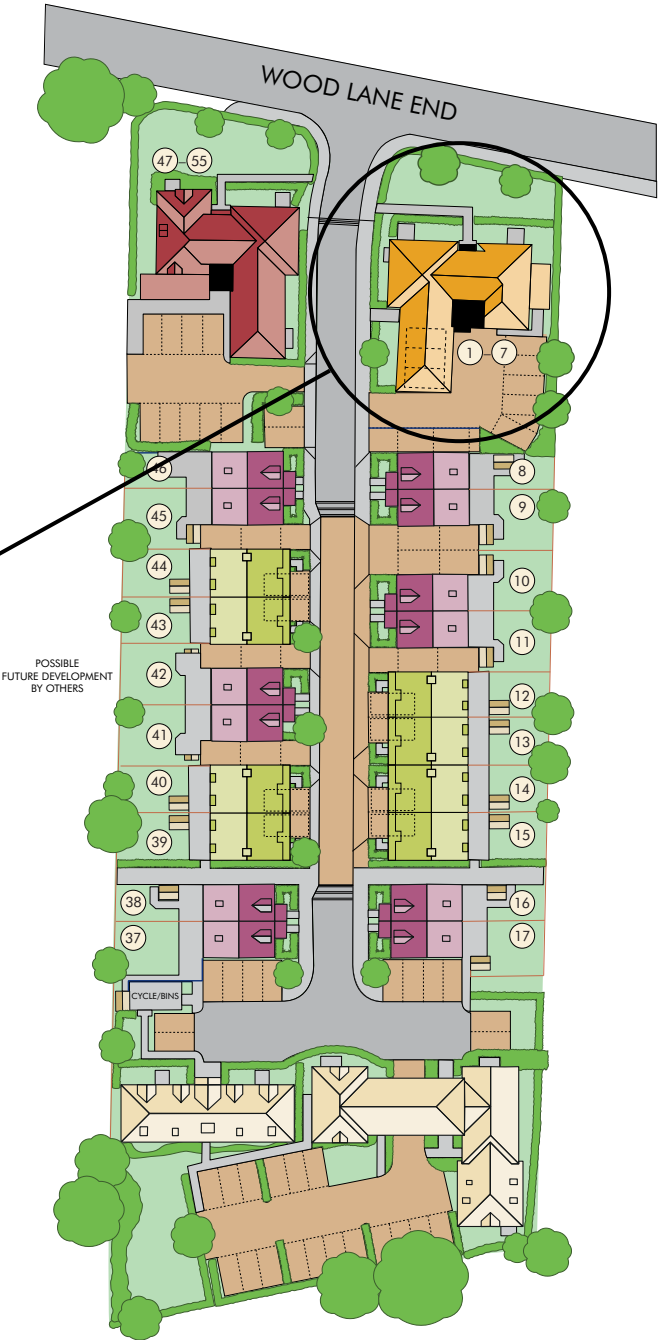 WOOD LANE END
47 55
1 7
46 8
45 9
44 10
43 11
POSSIBLE
FUTURE DEVELOPMENT
BY OTHERS
42 12
41 13
40 14
39 15
38 16
37 17
CYCLE/BINS